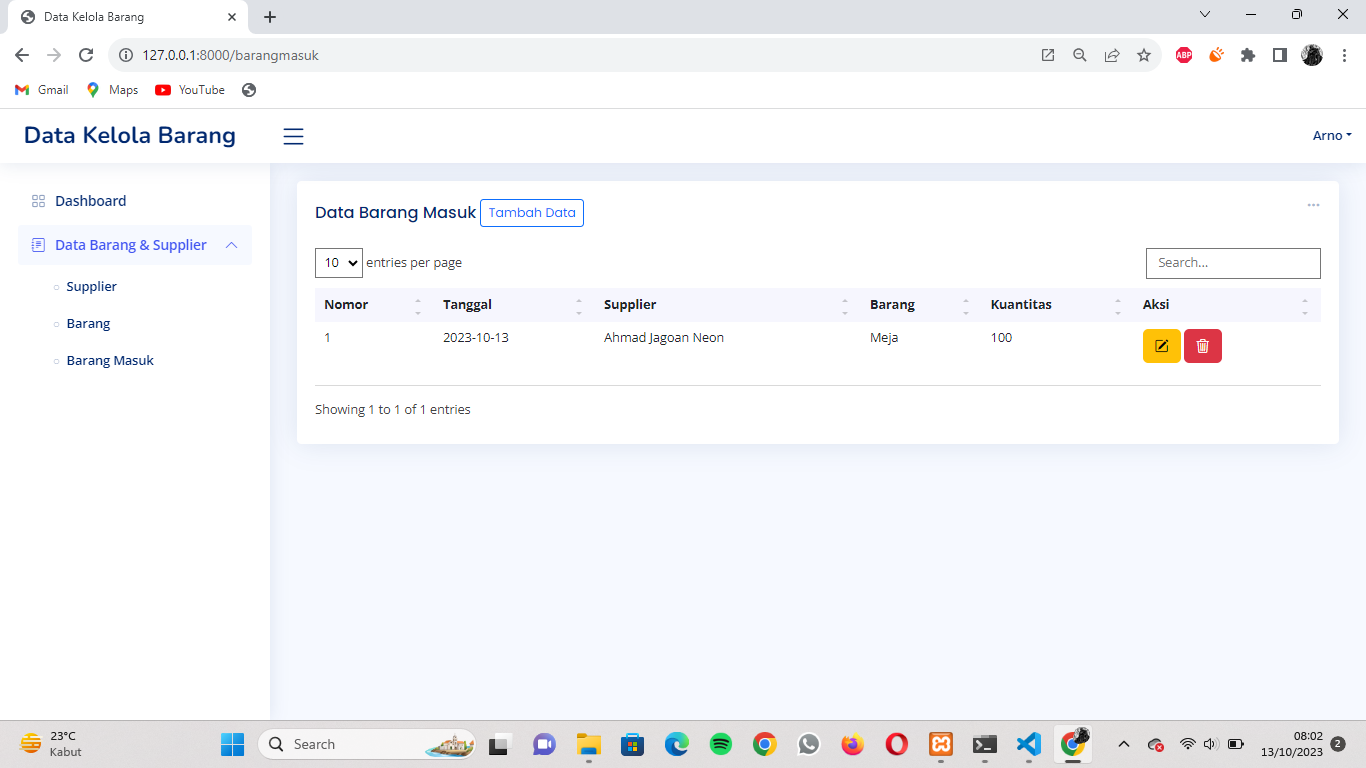 Data Kelola Barang
127.0.0.1:8000/barangmasuk
ABP
Gmail Maps YouTube
Data Kelola Barang
Arno
Dashboard
Data Barang & Supplier
Supplier
Barang
Barang Masuk
Data Barang Masuk Tambah Data
10 entries per page
Search...
Nomor Tanggal Supplier Barang Kuantitas Aksi
1 2023-10-13 Ahmad Jagoan Neon Meja 100
Showing 1 to 1 of 1 entries
23°C
Kabut
Search
08:02
13/10/2023
2